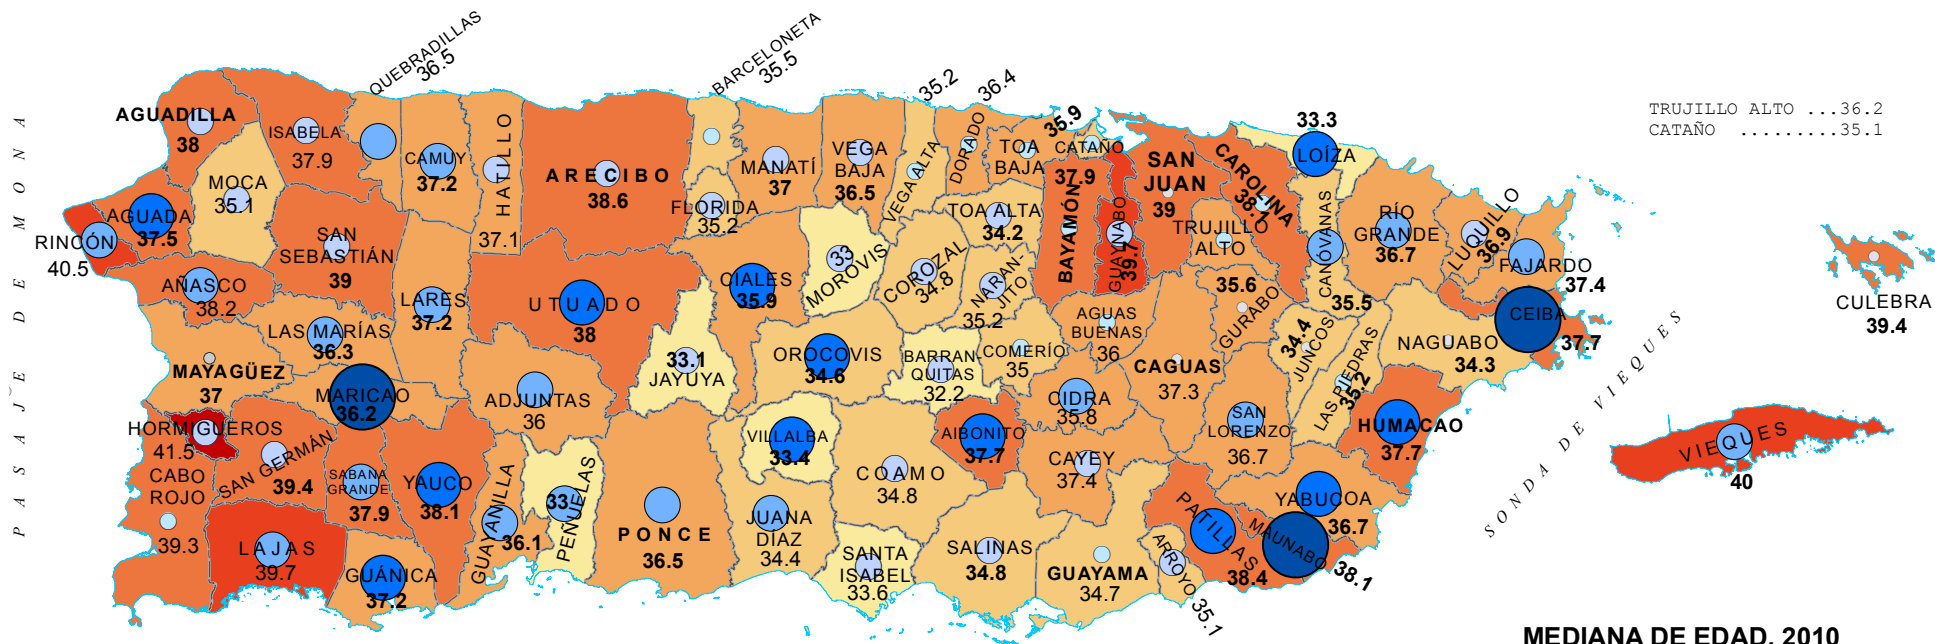 QUEBRADILLAS
36.5
BARCELONETA
35.5
35.2
36.4
35.9
33.3
TRUJILLO ALTO ...36.2
CATAÑO .........35.1
AGUADILLA
38
ISABELA
37.9
CAMUY
37.2
HATILLO
37.1
ARECIBO
38.6
FLORIDA
35.2
MANATÍ
37
VEGA
BAJA
36.5
VEGA ALTA
DORADO
TOA
BAJA
CATAÑO
37.9
BAYAMÓN
GUAYNABO
39.7
SAN
JUAN
39
CAROLINA
38.1
LOÍZA
MOCA
35.1
AGUADA
37.5
RINCÓN
40.5
SAN
SEBASTIÁN
39
AÑASCO
38.2
LARES
37.2
UTUADO
38
CIALES
35.9
33
MOROVIS
COROZAL
34.8
TOA ALTA
34.2
NARAN-
JITO
35.2
TRUJILLO
ALTO
CANÓVANAS
35.5
RÍO
GRANDE
36.7
LUQUILLO
36.9
FAJARDO
37.4
CEIBA
37.7
CULEBRA
39.4
LAS MARÍAS
36.3
MAYAGÜEZ
37
MARICAO
36.2
ADJUNTAS
36
33.1
JAYUYA
OROCOVIS
34.6
BARRAN
QUITAS
32.2
COMERÍO
35
AGUAS
BUENAS
36
CAGUAS
37.3
35.6
GURABO
34.4
JUNCOS
LAS PIEDRAS
35.2
NAGUABO
34.3
HORMIGUEROS
41.5
CABO
ROJO
39.3
SAN GERMÁN
39.4
SABANA
GRANDE
37.9
YAUCO
38.1
LAJAS
39.7
GUÁNICA
37.2
GUAYANILLA
36.1
33
PEÑUELAS
PONCE
36.5
VILLALBA
33.4
JUANA
DÍAZ
34.4
COAMO
34.8
SANTA
ISABEL
33.6
AIBONITO
37.7
CIDRA
35.8
CAYEY
37.4
SALINAS
34.8
GUAYAMA
34.7
ARROYO
35.1
SAN
LORENZO
36.7
PATILLAS
38.4
MAUNABO
38.1
YABUCOA
36.7
HUMACAO
37.7
VIEQUES
40
PASAJE DE DE MONA
SONDA DE VIEQUES
MEDIANA DE EDAD, 2010